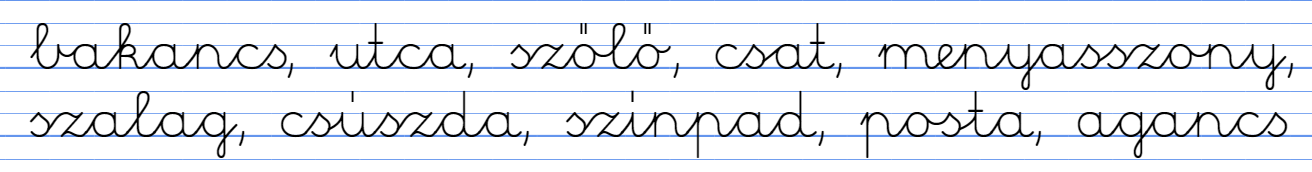 bakancs, utca, szőlő, csat, menyasszony,
szalag, csúszda, színpad, posta, agancs